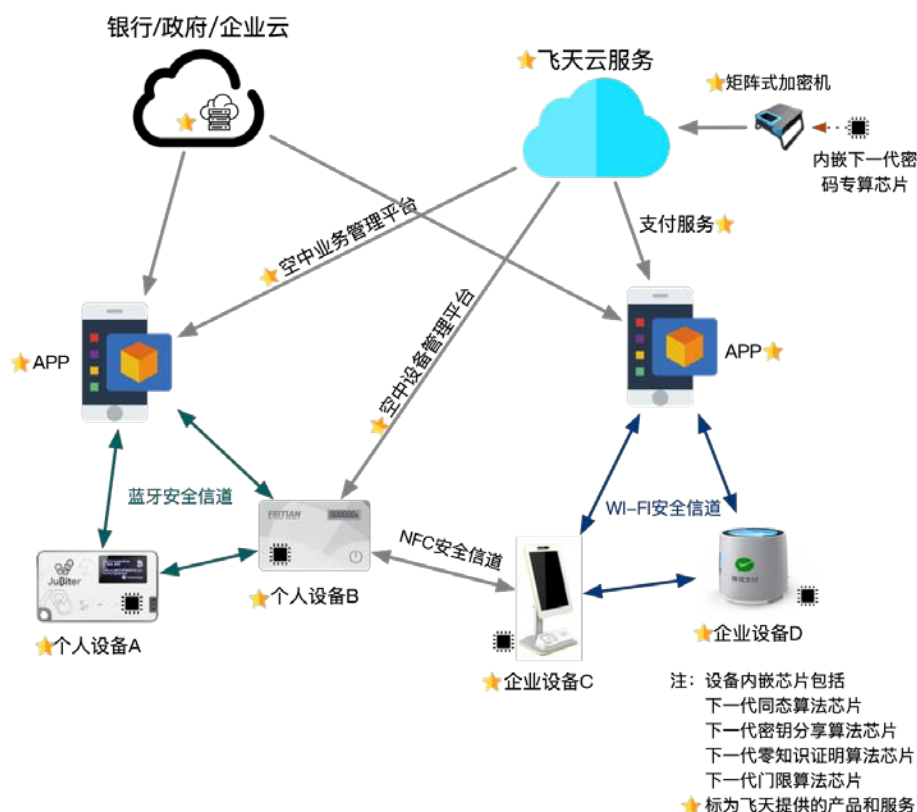 银行/政府/企业云
飞天云服务
矩阵式加密机
内嵌下一代密
码专算芯片
空中业务管理平台
支付服务
空中设备管理平台
APP
APP
蓝牙安全信道
WI-FI安全信道
FEITIAN
NFC安全信道
JuBiter
微信支付
个人设备A
个人设备B
企业设备C
企业设备D
注：设备内嵌芯片包括
下一代同态算法芯片
下一代密钥分享算法芯片
下一代零知识证明算法芯片
下一代门限算法芯片
标为飞天提供的产品和服务